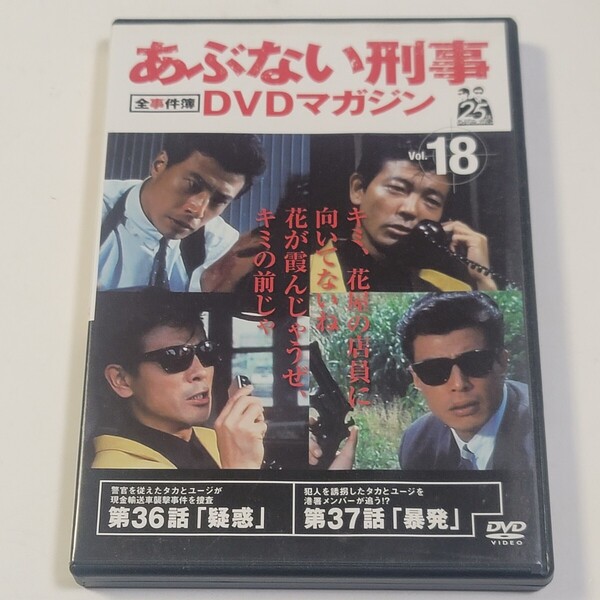 あぶない刑事
全事件簿 DVDマガジン
25
Vol. 18
キミ、花屋の店員に
向いてないね
花が霞んじゃうぜ、
キミの前じゃ
警官を従えたタカとユージが
現金輸送車襲撃事件を捜査
第36話「疑惑」
犯人を誘拐したタカとユージを
港署メンバーが追う!?
第37話「暴発」
DVD
VIDEO